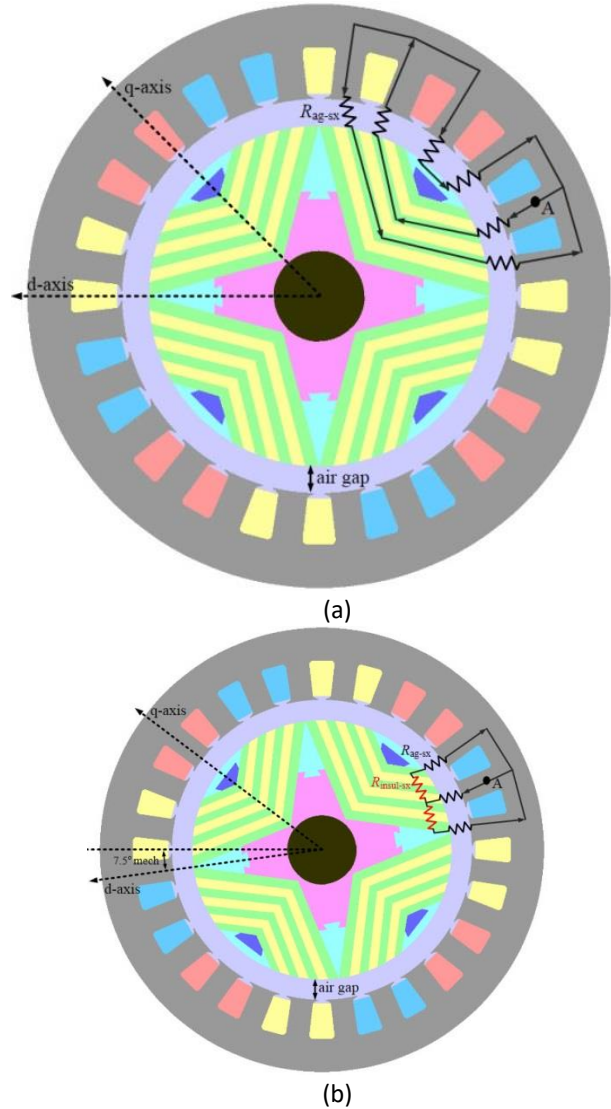 q-axis
R_ag-sx
A
d-axis
air gap
(a)
q-axis
R_ag-sx
R_insul-sx
A
7.5° mech
d-axis
air gap
(b)